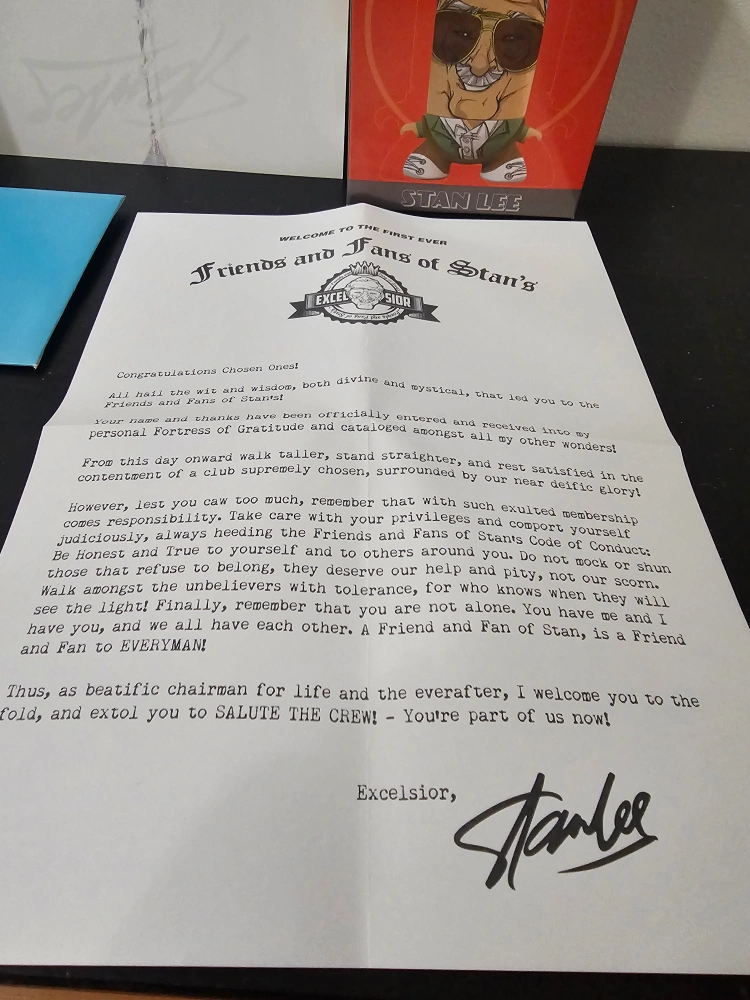 STAN LEE
WELCOME TO THE FIRST EVER
Friends and Fans of Stan's
EXCELSIOR
Congratulations Chosen Ones!
All hail the wit and wisdom, both divine and mystical, that led you to the
Friends and Fans of Stan's!
Your name and thanks have been officially entered and received into my
personal Fortress of Gratitude and cataloged amongst all my other wonders!
From this day onward walk taller, stand straighter, and rest satisfied in the
contentment of a club supremely chosen, surrounded by our near deific glory!
However, lest you caw too much, remember that with such exulted membership
comes responsibility. Take care with your privileges and comport yourself
judiciously, always heeding the Friends and Fans of Stan's Code of Conduct:
Be Honest and True to yourself and to others around you. Do not mock or shun
those that refuse to belong, they deserve our help and pity, not our scorn.
Walk amongst the unbelievers with tolerance, for who knows when they will
see the light! Finally, remember that you are not alone. You have me and I
have you, and we all have each other. A Friend and Fan of Stan, is a Friend
and Fan to EVERYMAN!
Thus, as beatific chairman for life and the everafter, I welcome you to the
fold, and extol you to SALUTE THE CREW! - You're part of us now!
Excelsior,
Stan Lee